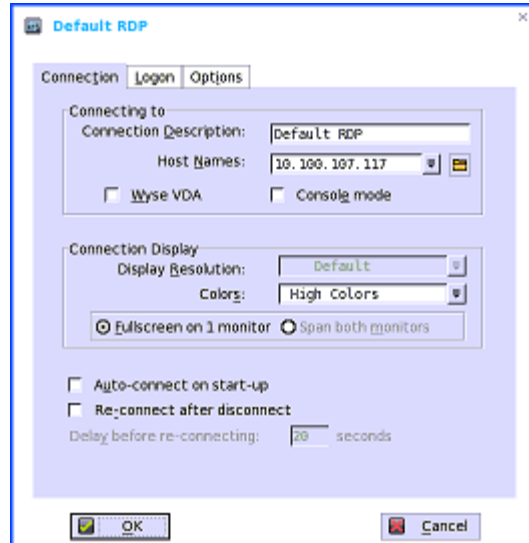 Default RDP
Connection Logon Options
Connecting to
Connection Description: Default RDP
Host Names: 10.100.107.117
Wyse VDA Console mode
Connection Display
Display Resolution: Default
Colors: High Colors
Fullscreen on 1 monitor Span both monitors
Auto-connect on start-up
Re-connect after disconnect
Delay before re-connecting: 20 seconds
OK Cancel